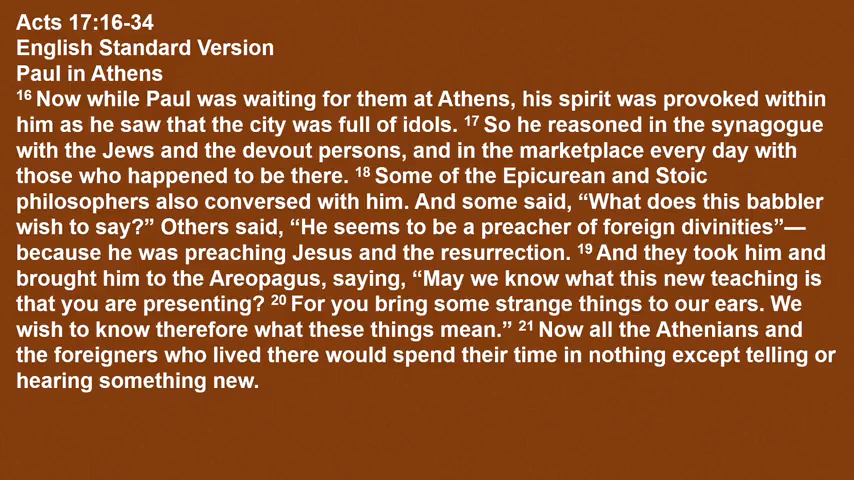 Acts 17:16-34
English Standard Version
Paul in Athens
16 Now while Paul was waiting for them at Athens, his spirit was provoked within
him as he saw that the city was full of idols. 17 So he reasoned in the synagogue
with the Jews and the devout persons, and in the marketplace every day with
those who happened to be there. 18 Some of the Epicurean and Stoic
philosophers also conversed with him. And some said, “What does this babbler
wish to say?” Others said, “He seems to be a preacher of foreign divinities”—
because he was preaching Jesus and the resurrection. 19 And they took him and
brought him to the Areopagus, saying, “May we know what this new teaching is
that you are presenting? 20 For you bring some strange things to our ears. We
wish to know therefore what these things mean.” 21 Now all the Athenians and
the foreigners who lived there would spend their time in nothing except telling or
hearing something new.